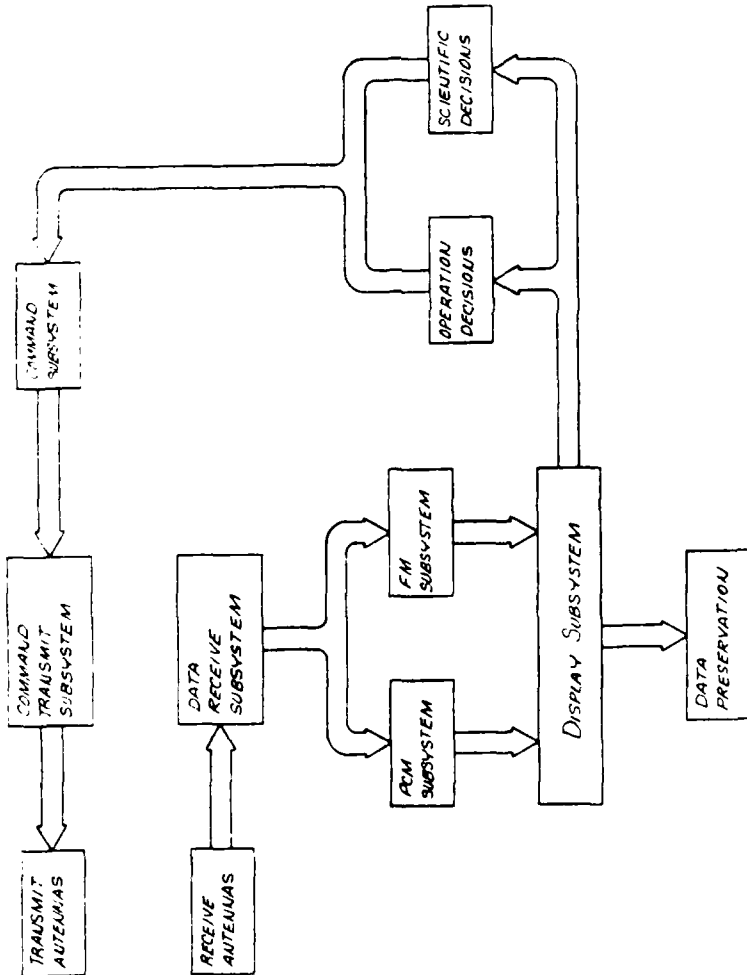 TRANSMIT
ANTENNAS
COMMAND
TRANSMIT
SUBSYSTEM
COMMAND
SUBSYSTEM
RECEIVE
ANTENNAS
DATA
RECEIVE
SUBSYSTEM
PCM
SUBSYSTEM
FM
SUBSYSTEM
OPERATION
DECISIONS
SCIENTIFIC
DECISIONS
DISPLAY SUBSYSTEM
DATA
PRESERVATION